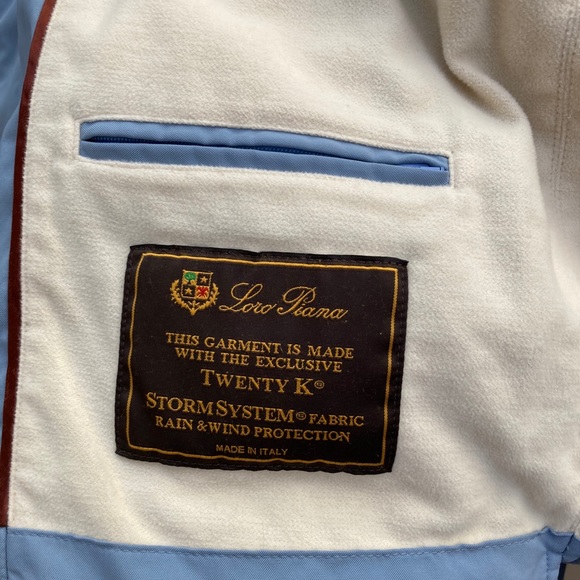 Loro Piana
THIS GARMENT IS MADE
WITH THE EXCLUSIVE
TWENTY K®
STORMSYSTEM® FABRIC
RAIN & WIND PROTECTION
MADE IN ITALY